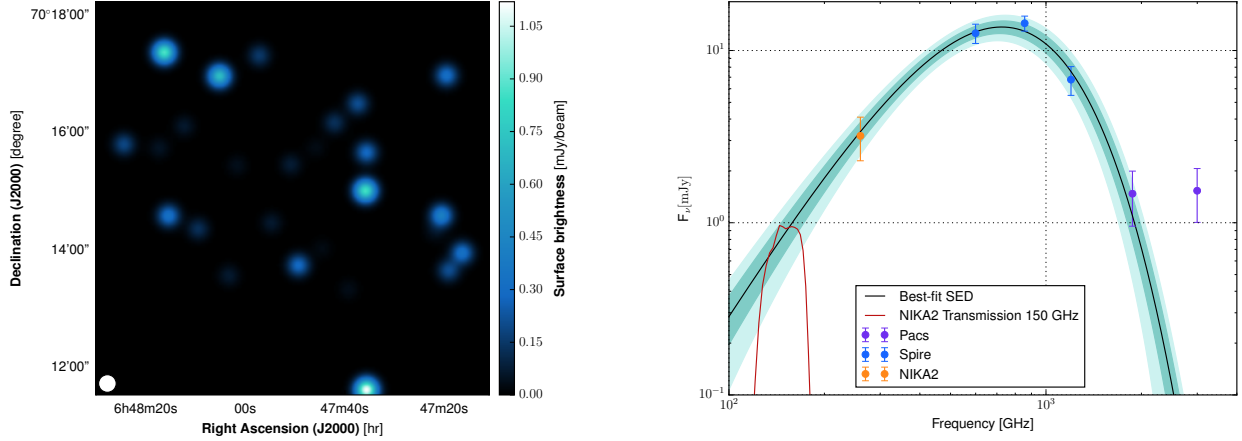 70°18'00"
16'00"
14'00"
12'00"
Declination (J2000) [degree]
6h48m20s
00s
47m40s
47m20s
Right Ascension (J2000) [hr]
1.05
0.90
0.75
0.60
0.45
0.30
0.15
0.00
Surface brightness [mJy/beam]
10¹
10⁰
10⁻¹
F_ν[mJy]
10²
10³
Frequency [GHz]
Best-fit SED
NIKA2 Transmission 150 GHz
Pacs
Spire
NIKA2